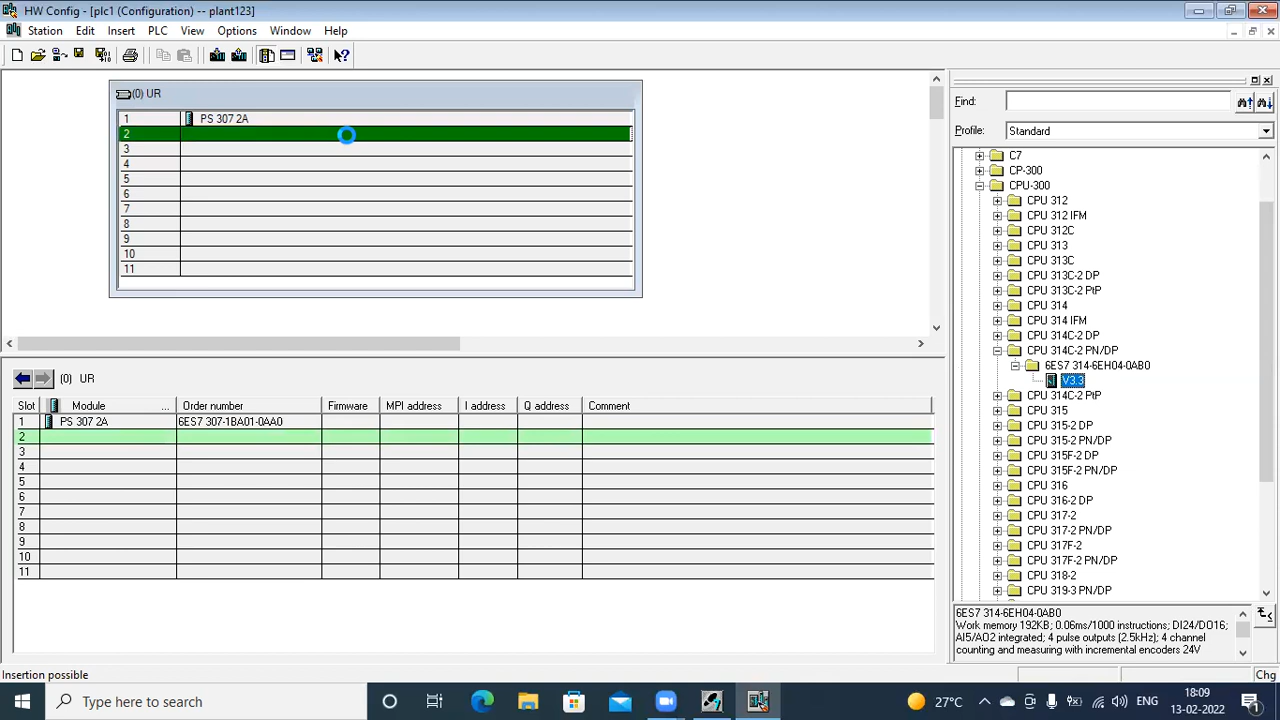 HW Config - [plc1 (Configuration) -- plant123]
Station Edit Insert PLC View Options Window Help
(0) UR
1 PS 307 2A
2
3
4
5
6
7
8
9
10
11
(0) UR
Slot Module ... Order number Firmware MPI address I address Q address Comment
1 PS 307 2A 6ES7 307-1BA01-0AA0
2
3
4
5
6
7
8
9
10
11
Insertion possible
Find:
Profile: Standard
C7
CP-300
CPU-300
CPU 312
CPU 312 IFM
CPU 312C
CPU 313
CPU 313C
CPU 313C-2 DP
CPU 313C-2 PtP
CPU 314
CPU 314 IFM
CPU 314C-2 DP
CPU 314C-2 PN/DP
6ES7 314-6EH04-0AB0
V3.3
CPU 314C-2 PtP
CPU 315
CPU 315-2 DP
CPU 315-2 PN/DP
CPU 315F-2 DP
CPU 315F-2 PN/DP
CPU 316
CPU 316-2 DP
CPU 317-2
CPU 317-2 PN/DP
CPU 317F-2
CPU 317F-2 PN/DP
CPU 318-2
CPU 319-3 PN/DP
6ES7 314-6EH04-0AB0
Work memory 192KB; 0.06ms/1000 instructions; DI24/DO16;
AI5/AO2 integrated; 4 pulse outputs (2.5kHz); 4 channel
counting and measuring with incremental encoders 24V
Chg
Type here to search
27°C
ENG
18:09
13-02-2022
1